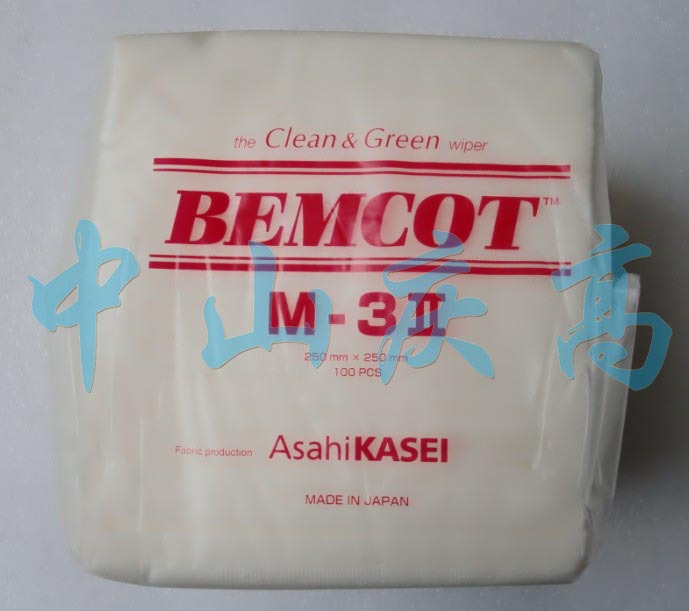 the Clean & Green wiper
BEMCOT™
M-3Ⅱ
250 mm × 250 mm
100 PCS
Fabric production AsahiKASEI
MADE IN JAPAN
中山庆高